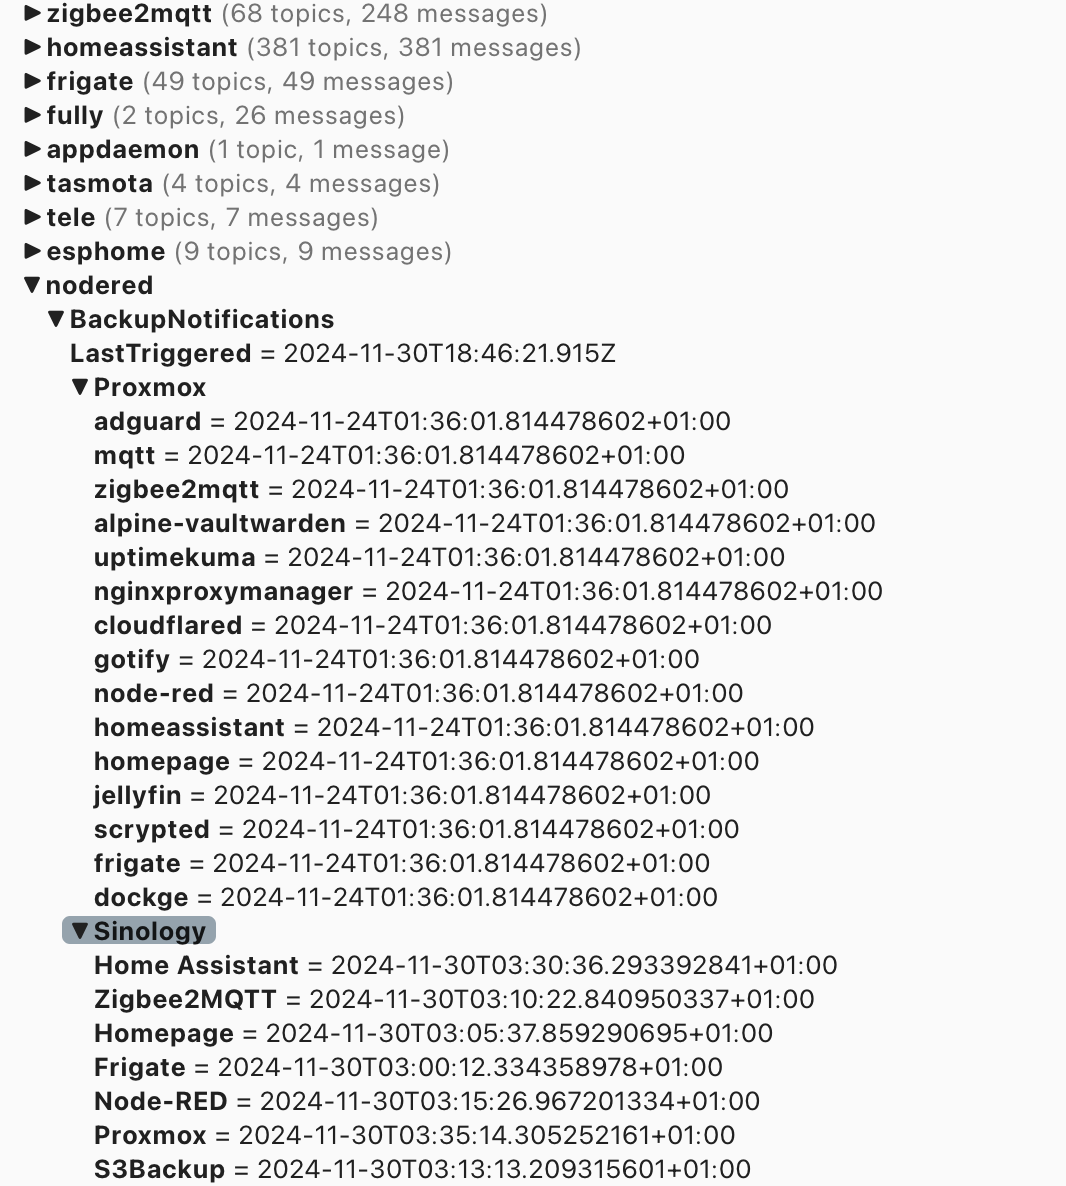 zigbee2mqtt (68 topics, 248 messages)
homeassistant (381 topics, 381 messages)
frigate (49 topics, 49 messages)
fully (2 topics, 26 messages)
appdaemon (1 topic, 1 message)
tasmota (4 topics, 4 messages)
tele (7 topics, 7 messages)
esphome (9 topics, 9 messages)
nodered
BackupNotifications
LastTriggered = 2024-11-30T18:46:21.915Z
Proxmox
adguard = 2024-11-24T01:36:01.814478602+01:00
mqtt = 2024-11-24T01:36:01.814478602+01:00
zigbee2mqtt = 2024-11-24T01:36:01.814478602+01:00
alpine-vaultwarden = 2024-11-24T01:36:01.814478602+01:00
uptimekuma = 2024-11-24T01:36:01.814478602+01:00
nginxproxymanager = 2024-11-24T01:36:01.814478602+01:00
cloudflared = 2024-11-24T01:36:01.814478602+01:00
gotify = 2024-11-24T01:36:01.814478602+01:00
node-red = 2024-11-24T01:36:01.814478602+01:00
homeassistant = 2024-11-24T01:36:01.814478602+01:00
homepage = 2024-11-24T01:36:01.814478602+01:00
jellyfin = 2024-11-24T01:36:01.814478602+01:00
scrypted = 2024-11-24T01:36:01.814478602+01:00
frigate = 2024-11-24T01:36:01.814478602+01:00
dockge = 2024-11-24T01:36:01.814478602+01:00
Sinology
Home Assistant = 2024-11-30T03:30:36.293392841+01:00
Zigbee2MQTT = 2024-11-30T03:10:22.840950337+01:00
Homepage = 2024-11-30T03:05:37.859290695+01:00
Frigate = 2024-11-30T03:00:12.334358978+01:00
Node-RED = 2024-11-30T03:15:26.967201334+01:00
Proxmox = 2024-11-30T03:35:14.305252161+01:00
S3Backup = 2024-11-30T03:13:13.209315601+01:00